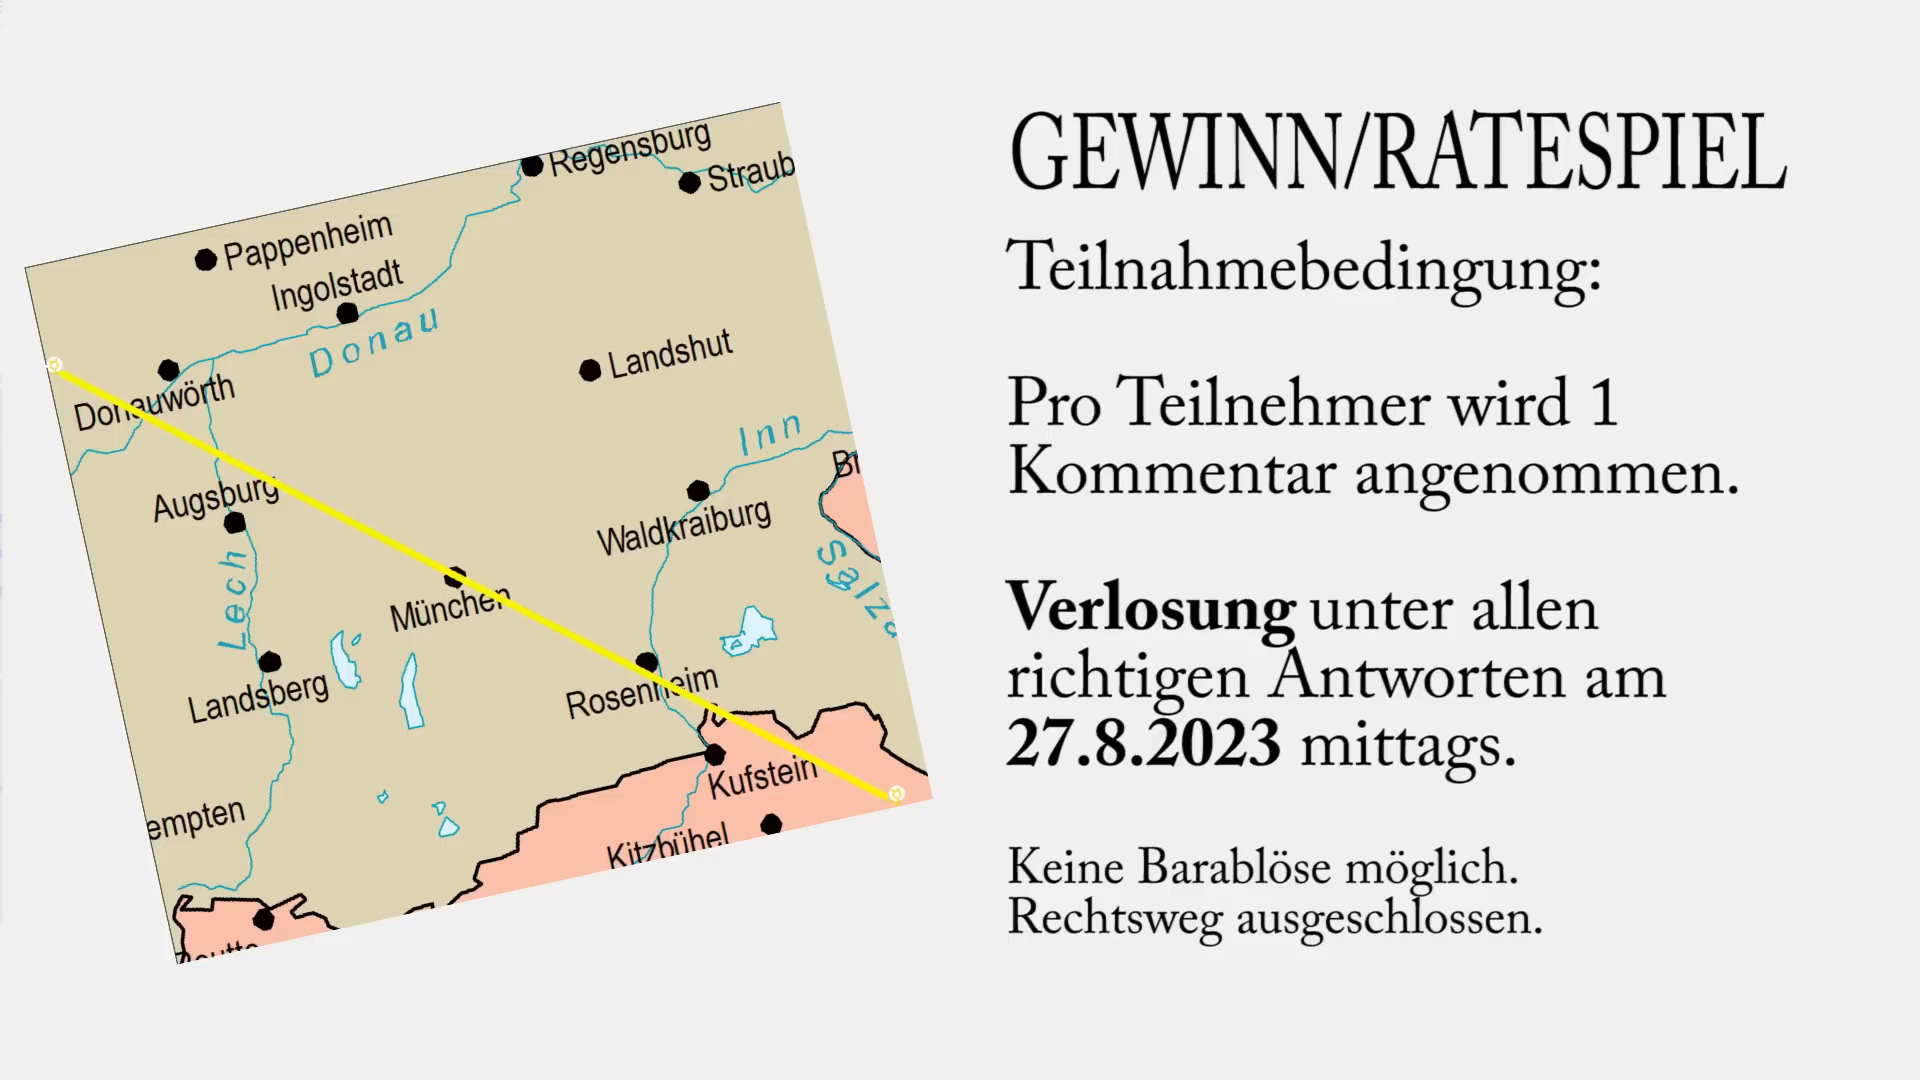 Regensburg
Straub
Pappenheim
Ingolstadt
Donau
Landshut
Donauwörth
Inn
Br
Augsburg
Waldkraiburg
Salza
Lech
München
Landsberg
Rosenheim
Kufstein
empten
Kitzbühel
GEWINN/RATESPIEL
Teilnahmebedingung:
Pro Teilnehmer wird 1
Kommentar angenommen.
Verlosung unter allen
richtigen Antworten am
27.8.2023 mittags.
Keine Barablöse möglich.
Rechtsweg ausgeschlossen.